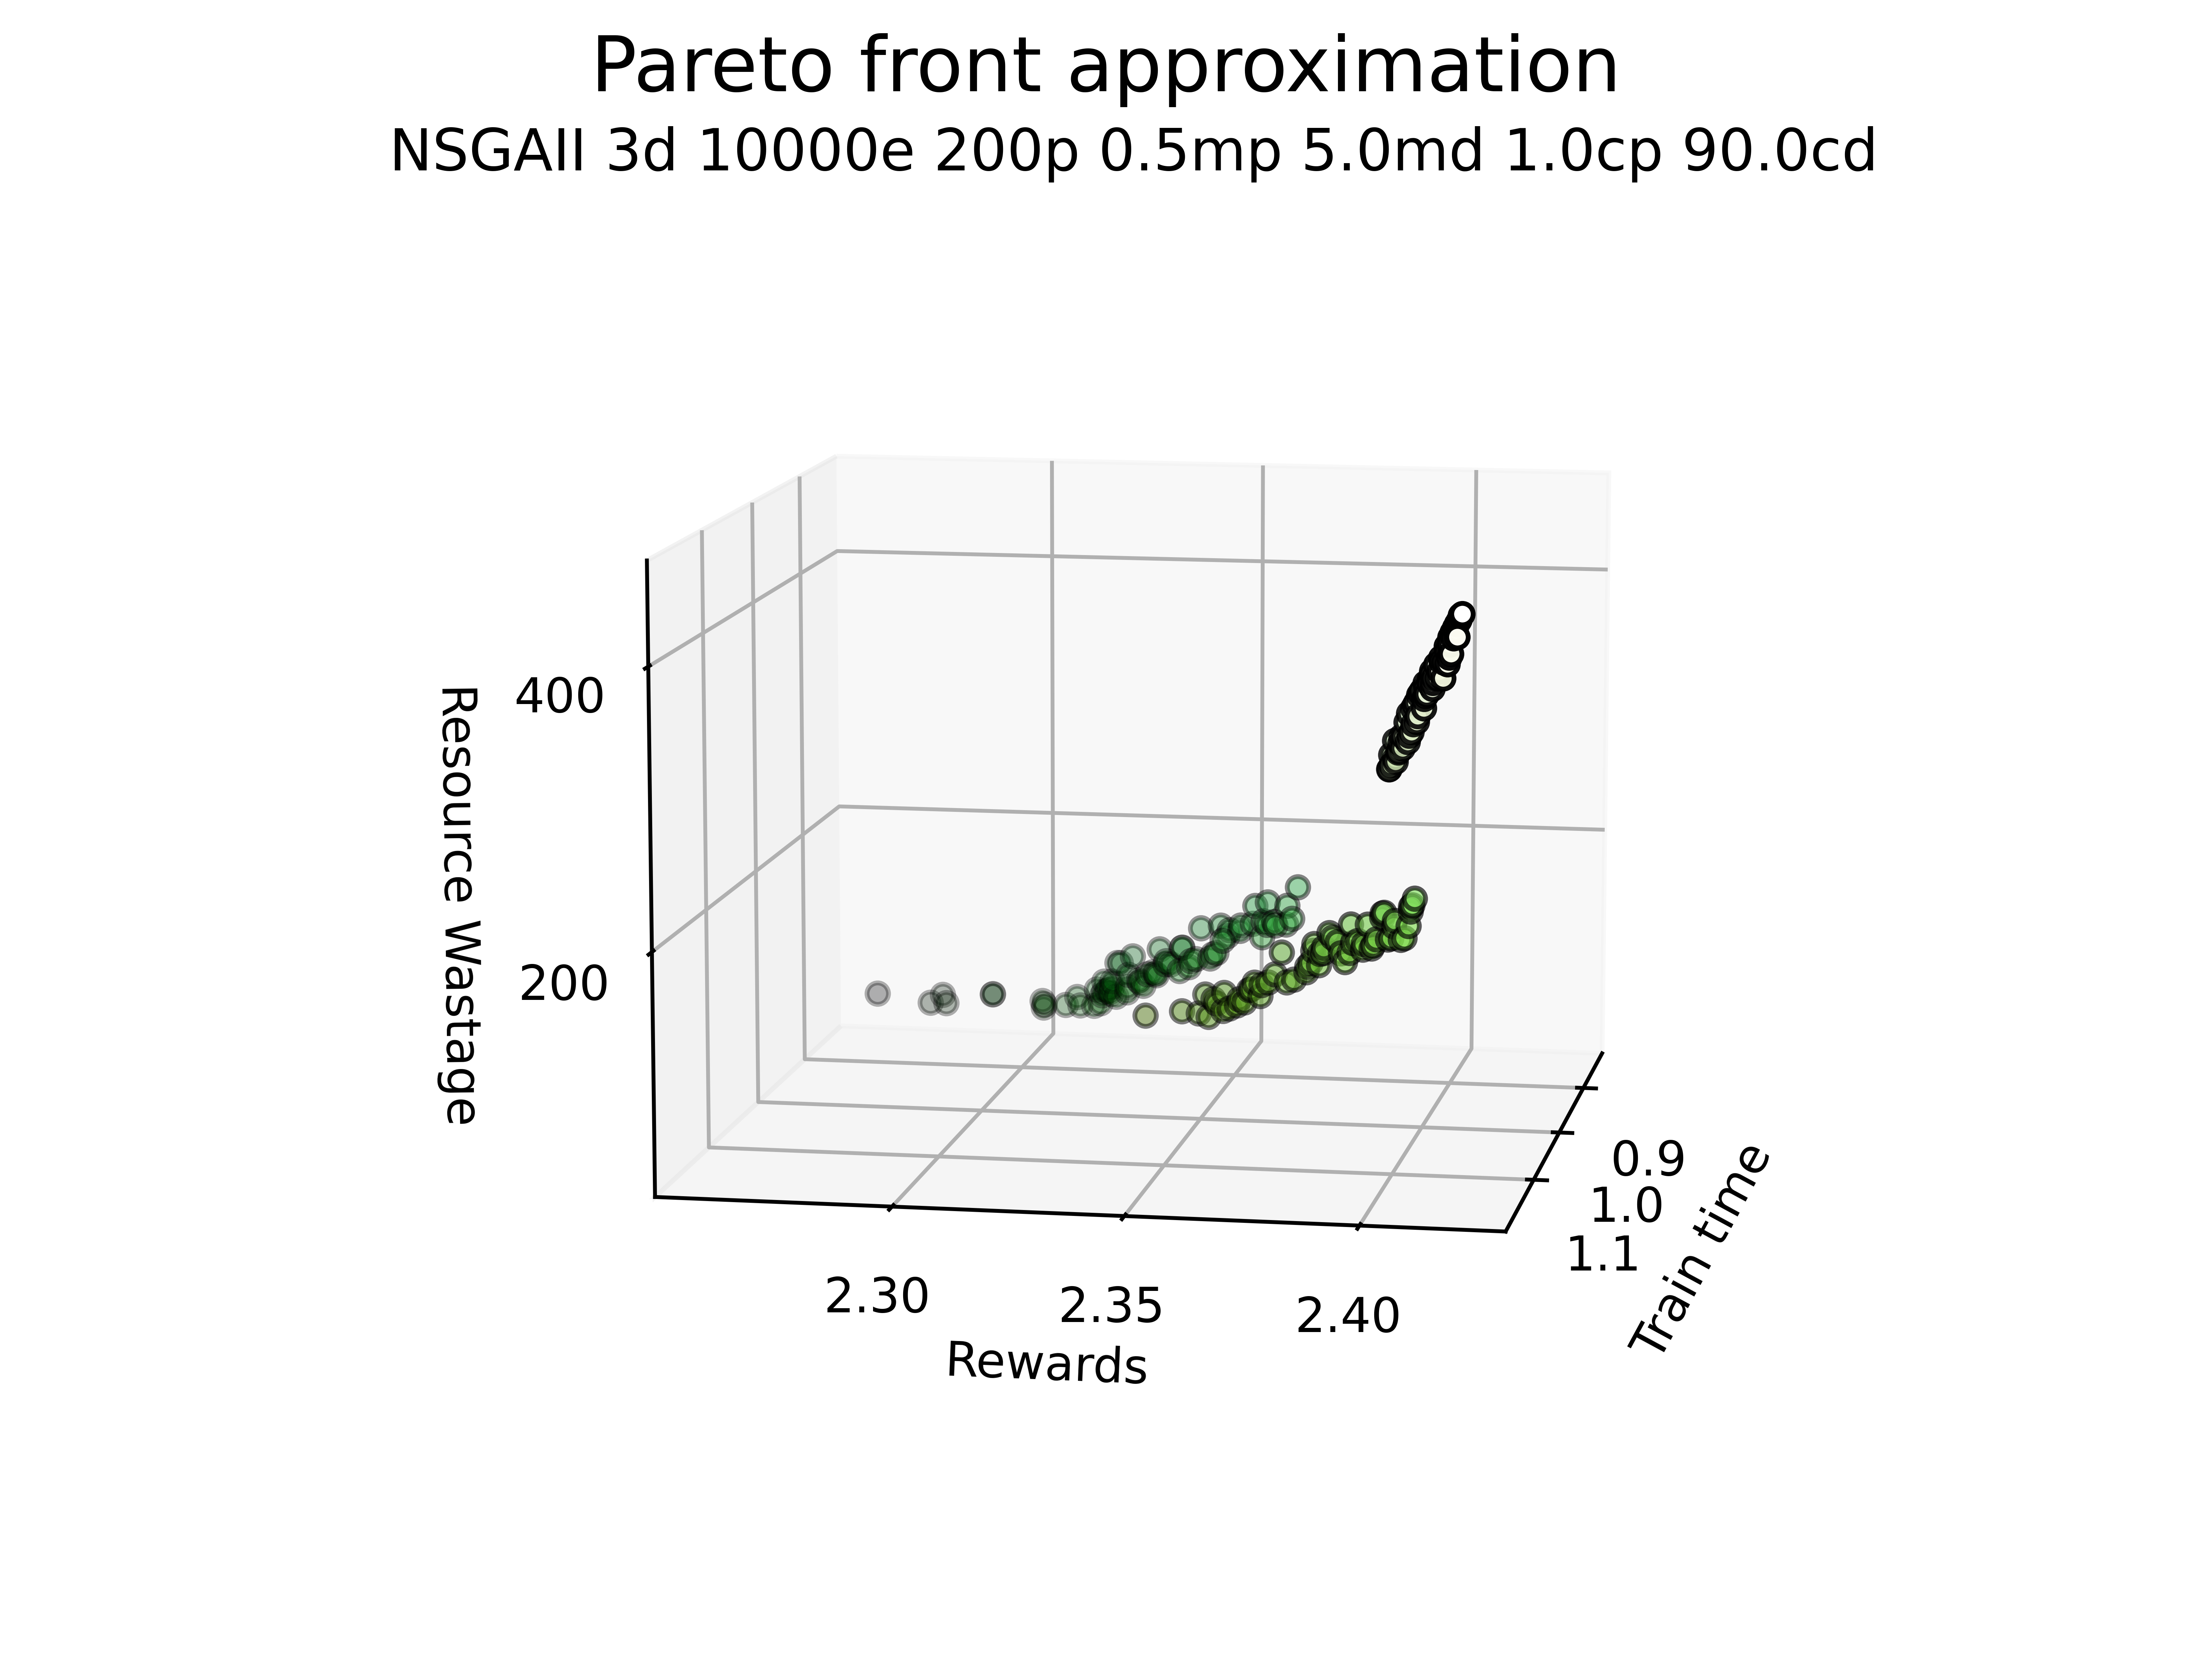 Pareto front approximation
NSGAII 3d 10000e 200p 0.5mp 5.0md 1.0cp 90.0cd
Resource Wastage
400
200
2.30
2.35
2.40
Rewards
0.9
1.0
1.1
Train time